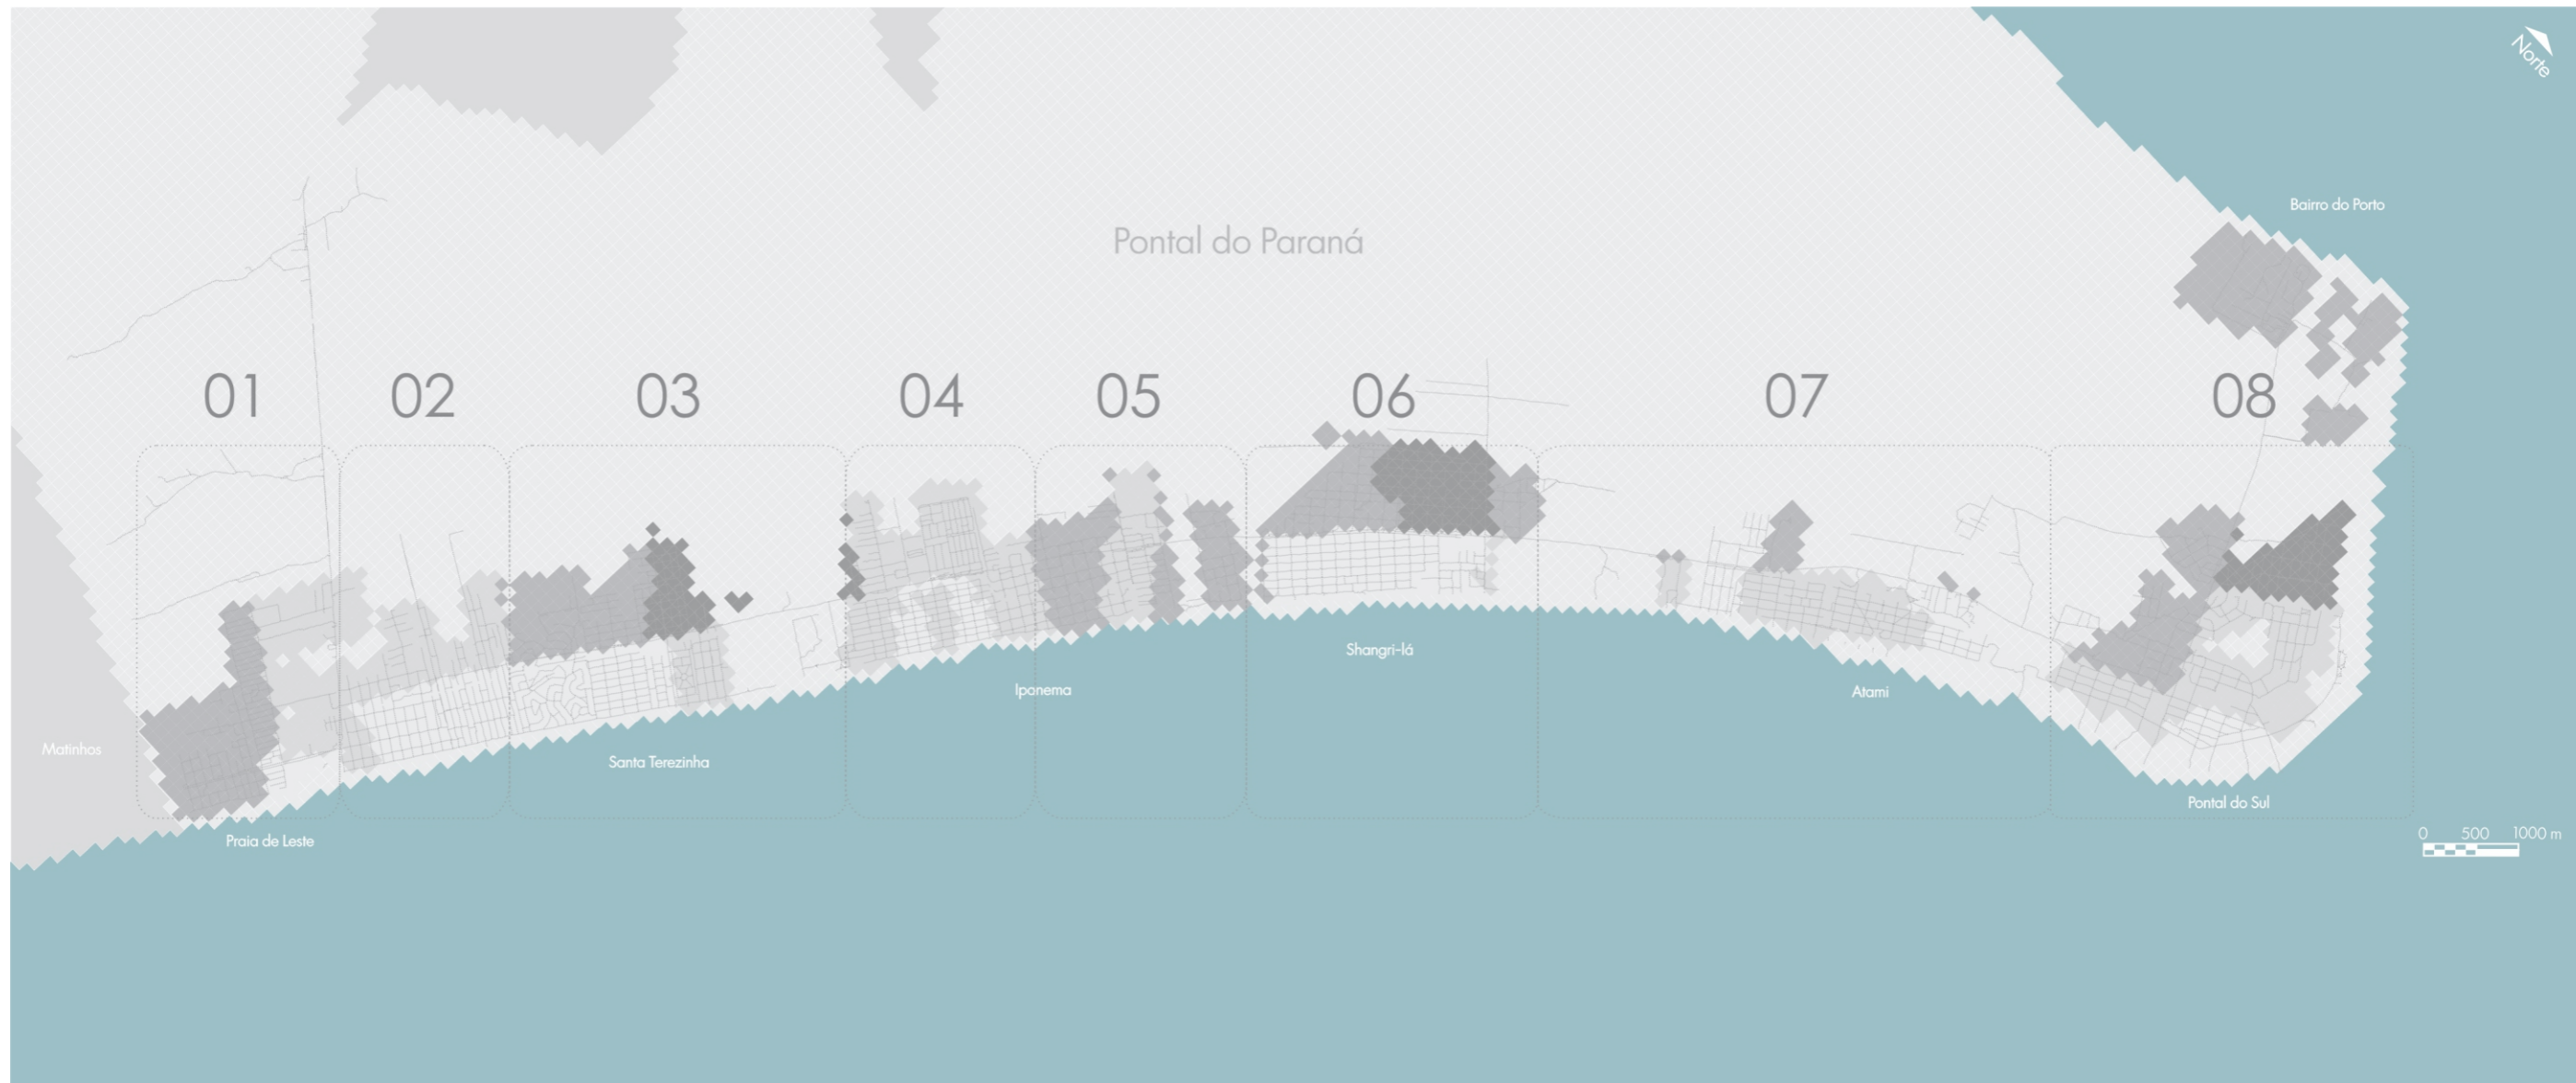 Norte
Bairro do Porto
Pontal do Paraná
01 02 03 04 05 06 07 08
Shangri-lá
Ipanema
Atami
Matinhos
Santa Terezinha
Pontal do Sul
Praia de Leste
0 500 1000 m